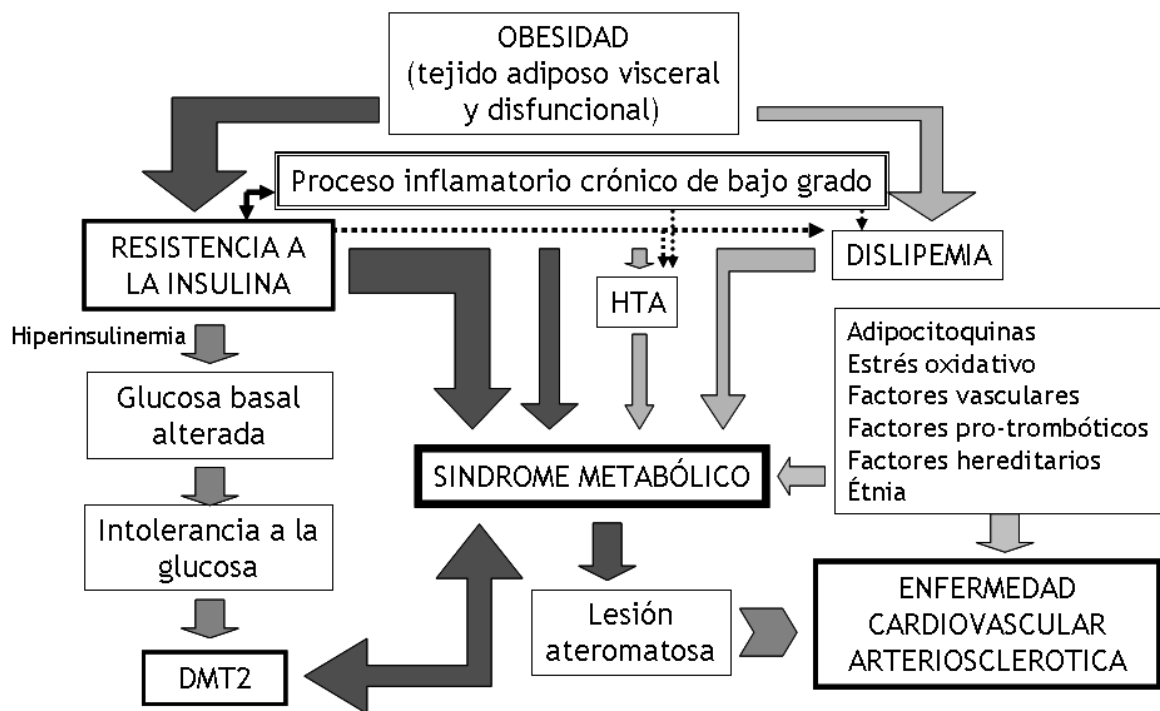 OBESIDAD
(tejido adiposo visceral
y disfuncional)
Proceso inflamatorio crónico de bajo grado
RESISTENCIA A
LA INSULINA
DISLIPEMIA
HTA
Hiperinsulinemia
Glucosa basal
alterada
Adipocitoquinas
Estrés oxidativo
Factores vasculares
Factores pro-trombóticos
Factores hereditarios
Étnia
SINDROME METABÓLICO
Intolerancia a la
glucosa
Lesión
ateromatosa
ENFERMEDAD
CARDIOVASCULAR
ARTERIOSCLEROTICA
DMT2